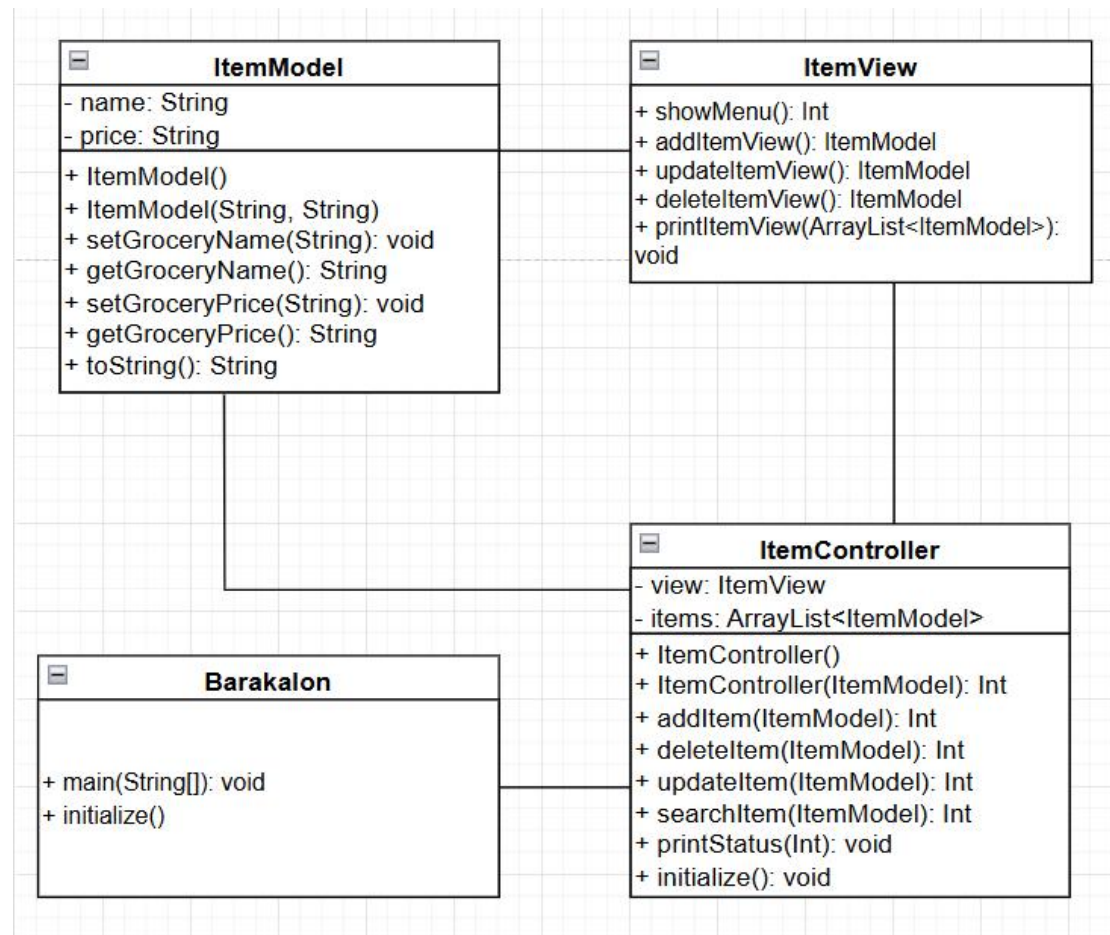 ItemModel
- name: String
- price: String
+ ItemModel()
+ ItemModel(String, String)
+ setGroceryName(String): void
+ getGroceryName(): String
+ setGroceryPrice(String): void
+ getGroceryPrice(): String
+ toString(): String
ItemView
+ showMenu(): Int
+ addItemView(): ItemModel
+ updateItemView(): ItemModel
+ deleteItemView(): ItemModel
+ printItemView(ArrayList<ItemModel>):
void
ItemController
- view: ItemView
- items: ArrayList<ItemModel>
+ ItemController()
+ ItemController(ItemModel): Int
+ addItem(ItemModel): Int
+ deleteItem(ItemModel): Int
+ updateItem(ItemModel): Int
+ searchItem(ItemModel): Int
+ printStatus(Int): void
+ initialize(): void
Barakalon
+ main(String[]): void
+ initialize()